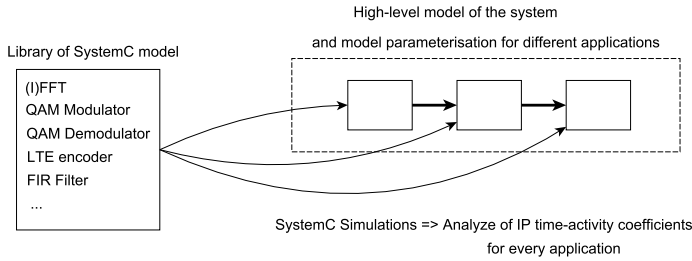 High-level model of the system
and model parameterisation for different applications
Library of SystemC model
(I)FFT
QAM Modulator
QAM Demodulator
LTE encoder
FIR Filter
...
SystemC Simulations => Analyze of IP time-activity coefficients
for every application